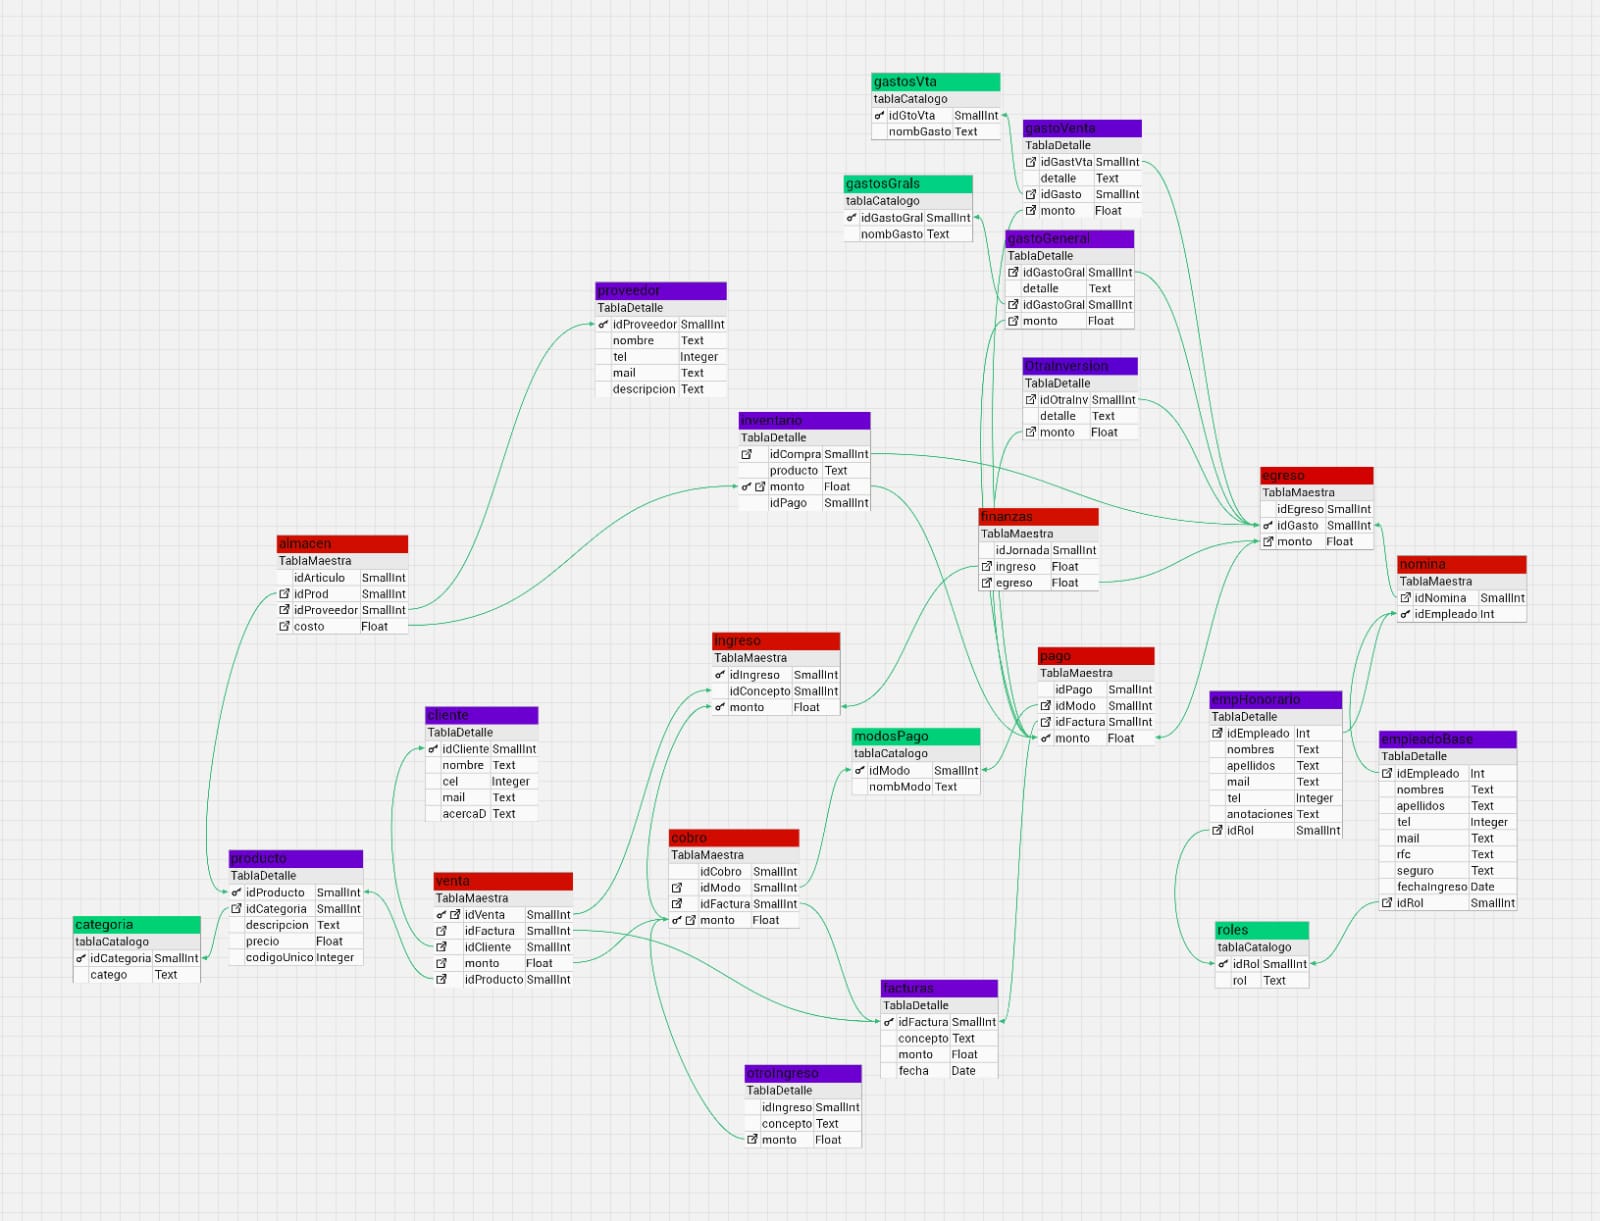 gastosVta
tablaCatalogo
idGtoVta SmallInt
nombGasto Text
gastoVenta
TablaDetalle
idGastVta SmallInt
detalle Text
idGasto SmallInt
monto Float
gastosGrals
tablaCatalogo
idGastoGral SmallInt
nombGasto Text
gastoGeneral
TablaDetalle
idGastoGral SmallInt
detalle Text
idGastoGral SmallInt
monto Float
proveedor
TablaDetalle
idProveedor SmallInt
nombre Text
tel Integer
mail Text
descripcion Text
OtraInversion
TablaDetalle
idOtraInv SmallInt
detalle Text
monto Float
inventario
TablaDetalle
idCompra SmallInt
producto Text
monto Float
idPago SmallInt
egreso
TablaMaestra
idEgreso SmallInt
idGasto SmallInt
monto Float
finanzas
TablaMaestra
idJornada SmallInt
ingreso Float
egreso Float
almacen
TablaMaestra
idArticulo SmallInt
idProd SmallInt
idProveedor SmallInt
costo Float
nomina
TablaMaestra
idNomina SmallInt
idEmpleado Int
ingreso
TablaMaestra
idIngreso SmallInt
idConcepto SmallInt
monto Float
pago
TablaMaestra
idPago SmallInt
idModo SmallInt
idFactura SmallInt
monto Float
empHonorario
TablaDetalle
idEmpleado Int
nombres Text
apellidos Text
mail Text
tel Integer
anotaciones Text
idRol SmallInt
cliente
TablaDetalle
idCliente SmallInt
nombre Text
cel Integer
mail Text
acercaD Text
modosPago
tablaCatalogo
idModo SmallInt
nombModo Text
empleadoBase
TablaDetalle
idEmpleado Int
nombres Text
apellidos Text
tel Integer
mail Text
rfc Text
seguro Text
fechaIngreso Date
idRol SmallInt
cobro
TablaMaestra
idCobro SmallInt
idModo SmallInt
idFactura SmallInt
monto Float
producto
TablaDetalle
idProducto SmallInt
idCategoria SmallInt
descripcion Text
precio Float
codigoUnico Integer
venta
TablaMaestra
idVenta SmallInt
idFactura SmallInt
idCliente SmallInt
monto Float
idProducto SmallInt
categoria
tablaCatalogo
idCategoria SmallInt
catego Text
roles
tablaCatalogo
idRol SmallInt
rol Text
facturas
TablaDetalle
idFactura SmallInt
concepto Text
monto Float
fecha Date
otroIngreso
TablaDetalle
idIngreso SmallInt
concepto Text
monto Float